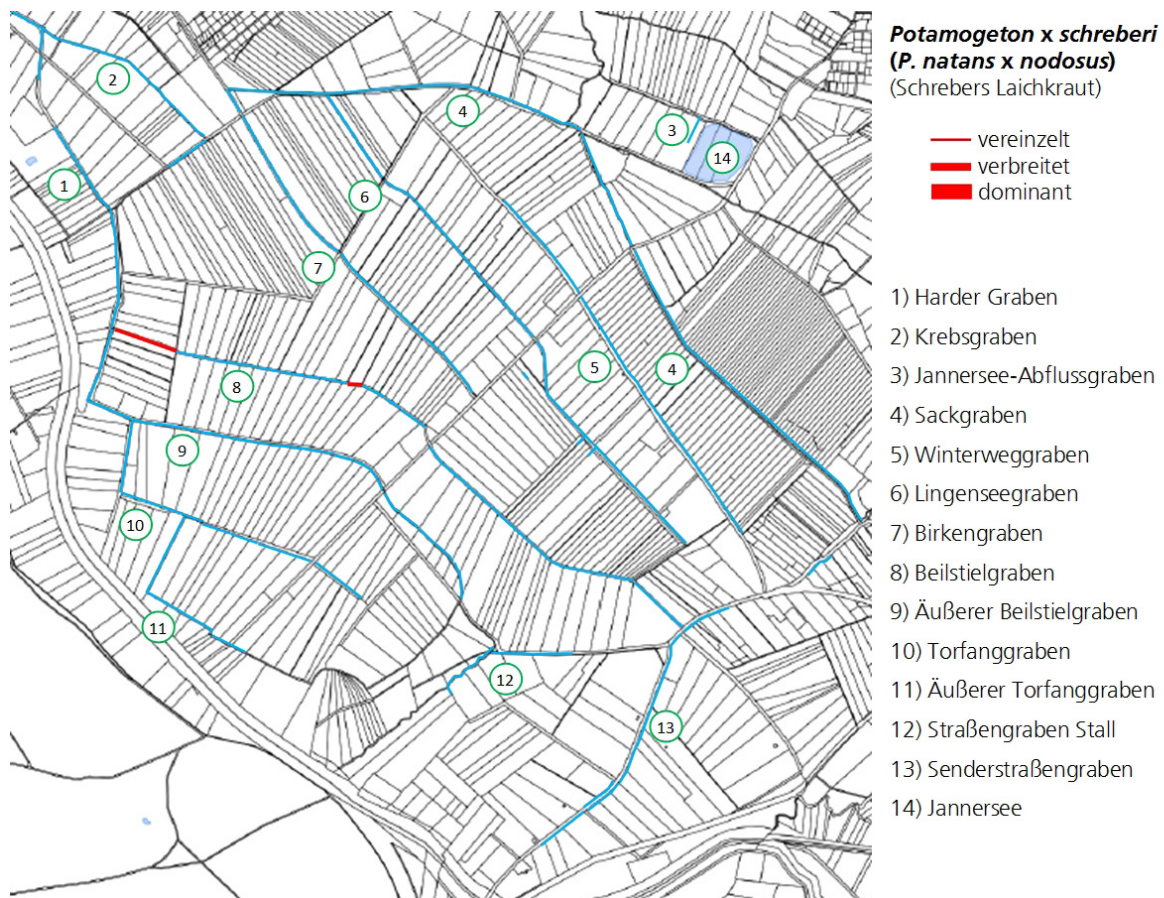 Potamogeton x schreberi
(P. natans x nodosus)
(Schrebers Laichkraut)
vereinzelt
verbreitet
dominant
1) Harder Graben
2) Krebsgraben
3) Jannersee-Abflussgraben
4) Sackgraben
5) Winterweggraben
6) Lingenseegraben
7) Birkengraben
8) Beilstielgraben
9) Äußerer Beilstielgraben
10) Torfanggraben
11) Äußerer Torfanggraben
12) Straßengraben Stall
13) Senderstraßengraben
14) Jannersee
2
4
3
14
1
6
7
5
4
8
9
10
11
12
13